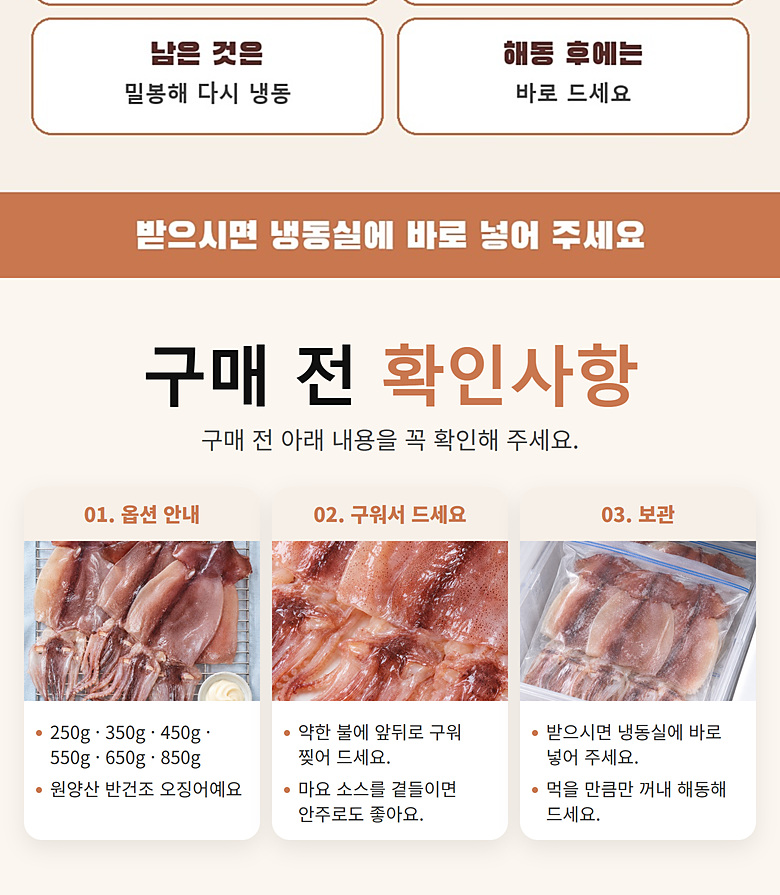 남은 것은
밀봉해 다시 냉동
해동 후에는
바로 드세요
받으시면 냉동실에 바로 넣어 주세요
구매 전 확인사항
구매 전 아래 내용을 꼭 확인해 주세요.
01. 옵션 안내
250g · 350g · 450g ·
550g · 650g · 850g
원양산 반건조 오징어예요
02. 구워서 드세요
약한 불에 앞뒤로 구워
찢어 드세요.
마요 소스를 곁들이면
안주로도 좋아요.
03. 보관
받으시면 냉동실에 바로
넣어 주세요.
먹을 만큼만 꺼내 해동해
드세요.